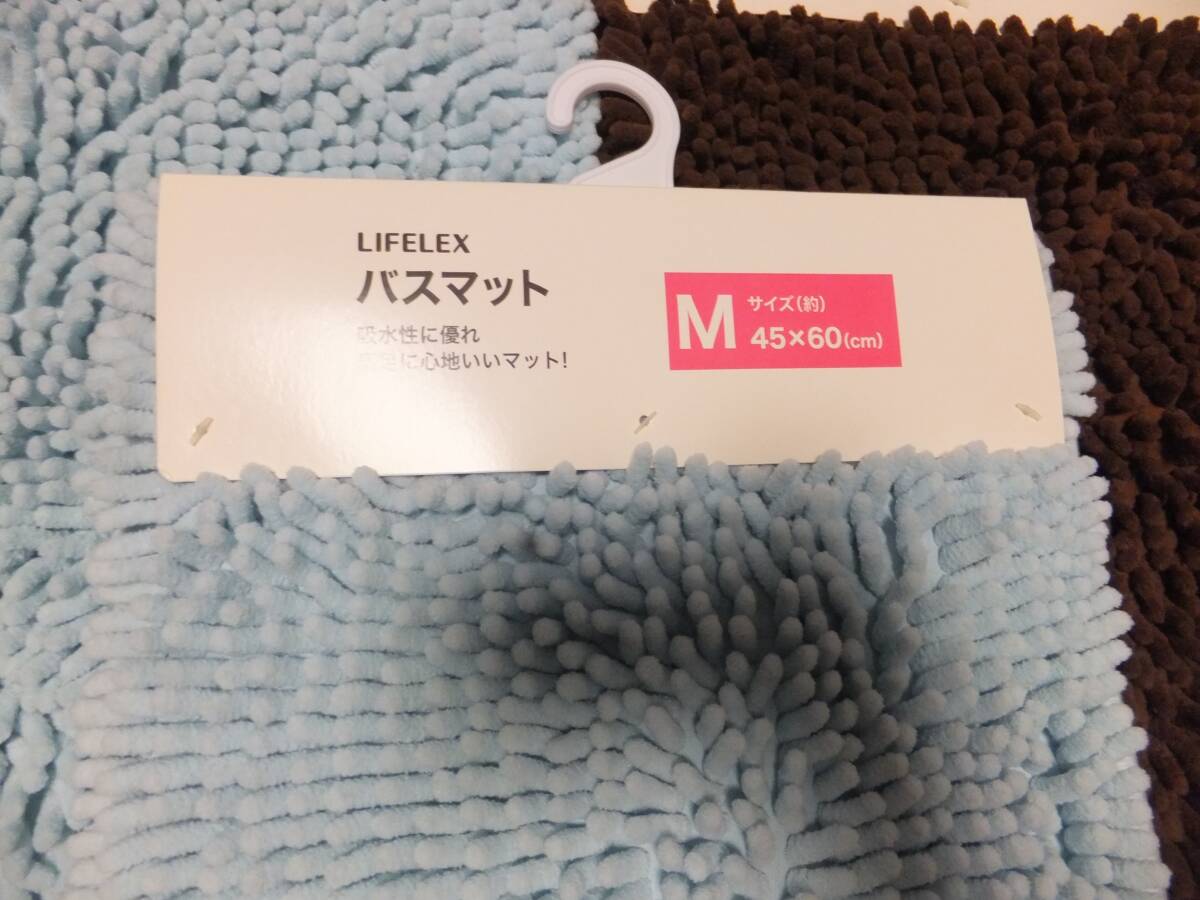 LIFELEX
バスマット
吸水性に優れ
素足に心地いいマット!
M
サイズ(約)
45×60(cm)